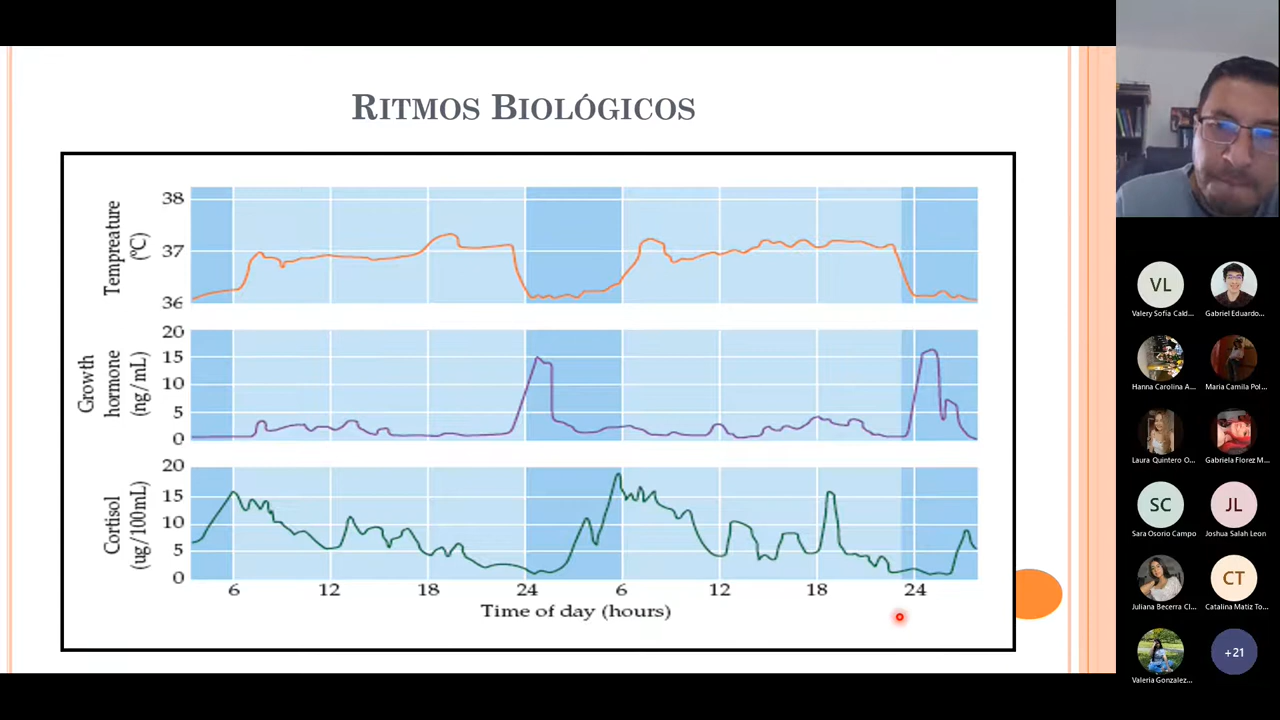 RITMOS BIOLÓGICOS
Tempreature
(ºC)
38
37
36
Growth
hormone
(ng/mL)
20
15
10
5
0
Cortisol
(ug/100mL)
20
15
10
5
0
6 12 18 24 6 12 18 24
Time of day (hours)
VL
Valery Sofía Cald...
Gabriel Eduardo...
Hanna Carolina A...
Maria Camila Pol...
Laura Quintero O...
Gabriela Florez M...
SC
Sara Osorio Campo
JL
Joshua Salah Leon
Juliana Becerra Cl...
CT
Catalina Matiz To...
Valeria Gonzalez...
+21